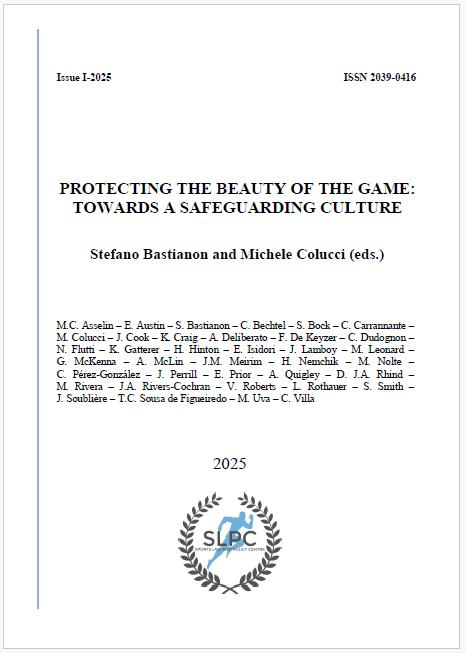 Issue I-2025 ISSN 2039-0416
PROTECTING THE BEAUTY OF THE GAME:
TOWARDS A SAFEGUARDING CULTURE
Stefano Bastianon and Michele Colucci (eds.)
M.C. Asselin – E. Austin – S. Bastianon – C. Bechtel – S. Bock – C. Carrannante –
M. Colucci – J. Cook – K. Craig – A. Deliberato – F. De Keyzer – C. Dudognon –
N. Flutti – K. Gatterer – H. Hinton – E. Isidori – J. Lamboy – M. Leonard –
G. McKenna – A. McLin – J.M. Meirim – H. Nemchik – M. Nolte –
C. Pérez-González – J. Perrill – E. Prior – A. Quigley – D. J.A. Rhind –
M. Rivera – J.A. Rivers-Cochran – V. Roberts – L. Rothauer – S. Smith –
J. Soublière – T.C. Sousa de Figueiredo – M. Uva – C. Villa
2025
SLPC
SPORTS LAW AND POLICY CENTRE